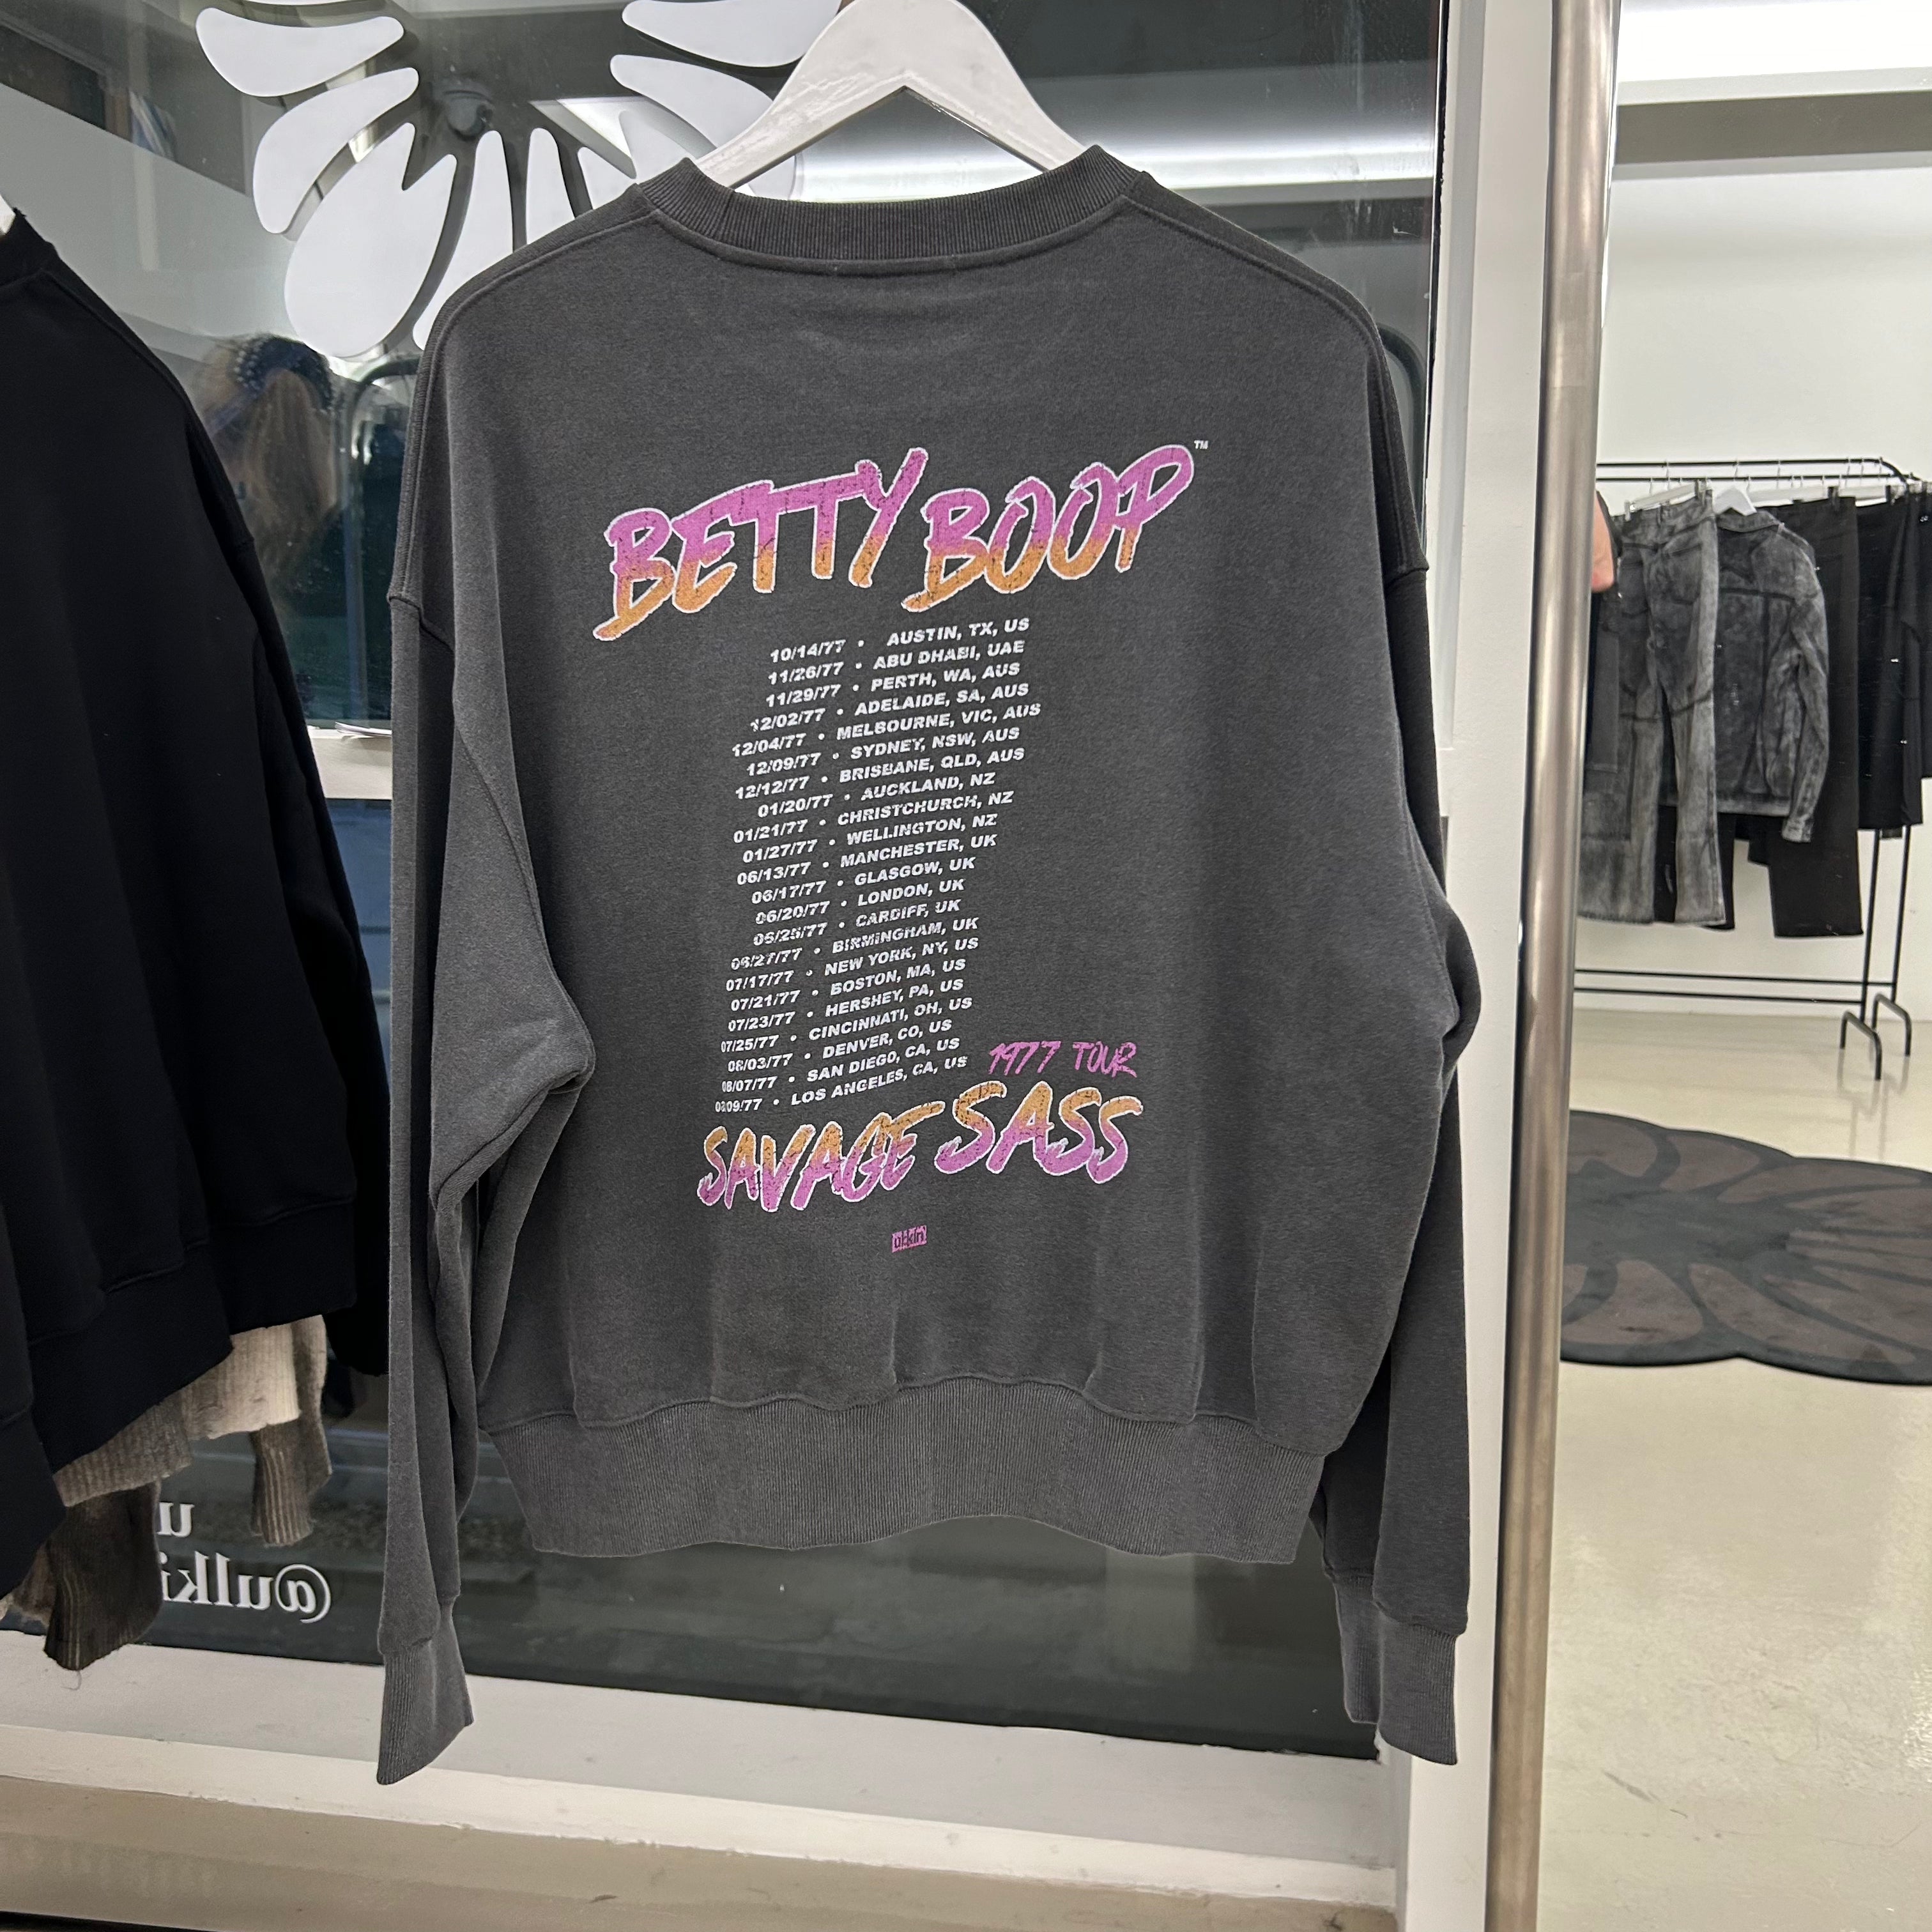 BETTY BOOP™
10/14/77 • AUSTIN, TX, US
11/26/77 • ABU DHABI, UAE
11/29/77 • PERTH, WA, AUS
12/02/77 • ADELAIDE, SA, AUS
12/04/77 • MELBOURNE, VIC, AUS
12/09/77 • SYDNEY, NSW, AUS
12/12/77 • BRISBANE, QLD, AUS
01/20/77 • AUCKLAND, NZ
01/21/77 • CHRISTCHURCH, NZ
01/27/77 • WELLINGTON, NZ
06/13/77 • MANCHESTER, UK
06/17/77 • GLASGOW, UK
06/20/77 • LONDON, UK
06/25/77 • CARDIFF, UK
06/27/77 • BIRMINGHAM, UK
07/17/77 • NEW YORK, NY, US
07/21/77 • BOSTON, MA, US
07/23/77 • HERSHEY, PA, US
07/25/77 • CINCINNATI, OH, US
08/03/77 • DENVER, CO, US
08/07/77 • SAN DIEGO, CA, US
08/09/77 • LOS ANGELES, CA, US
1977 TOUR
SAVAGE SASS
ul:kin